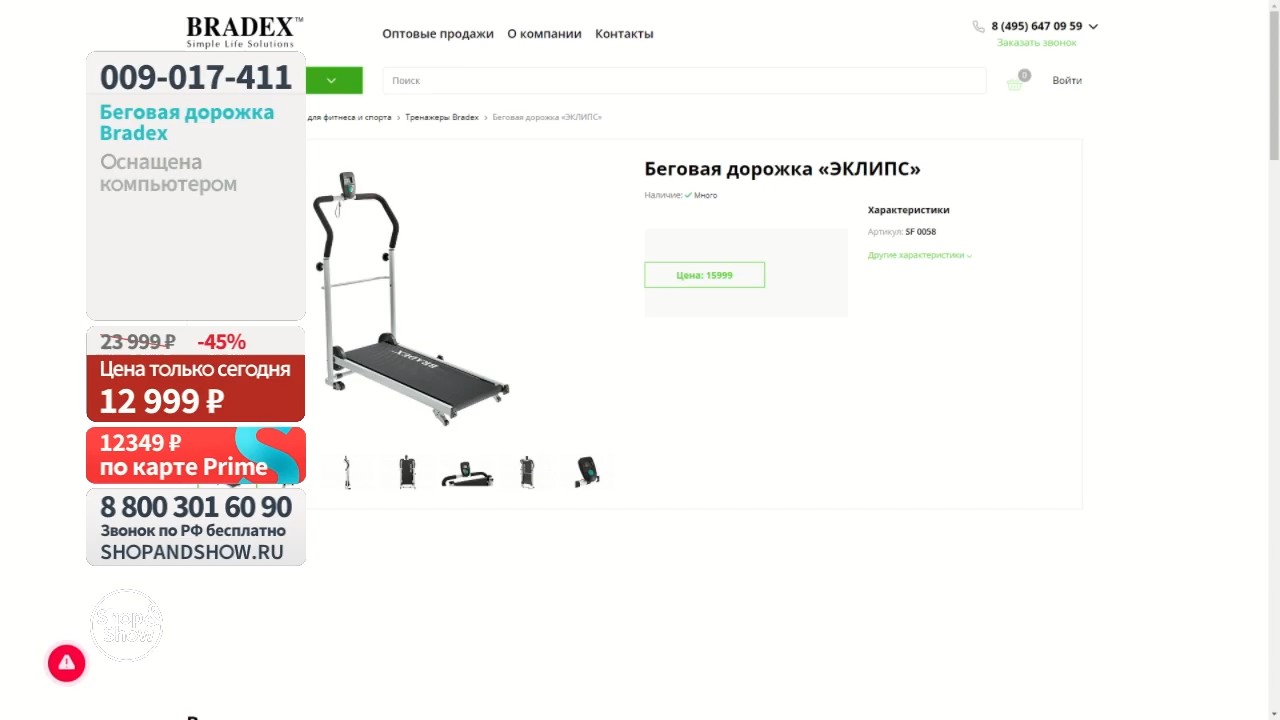 BRADEX™
Simple Life Solutions
Оптовые продажи О компании Контакты
8 (495) 647 09 59
Заказать звонок
Поиск
0
Войти
для фитнеса и спорта › Тренажеры Bradex › Беговая дорожка «ЭКЛИПС»
009-017-411
Беговая дорожка
Bradex
Оснащена
компьютером
23 999 ₽ -45%
Цена только сегодня
12 999 ₽
12349 ₽
по карте Prime
8 800 301 60 90
Звонок по РФ бесплатно
SHOPANDSHOW.RU
Shop&
Show
BRADEX
Беговая дорожка «ЭКЛИПС»
Наличие: Много
Цена: 15999
Характеристики
Артикул: SF 0058
Другие характеристики